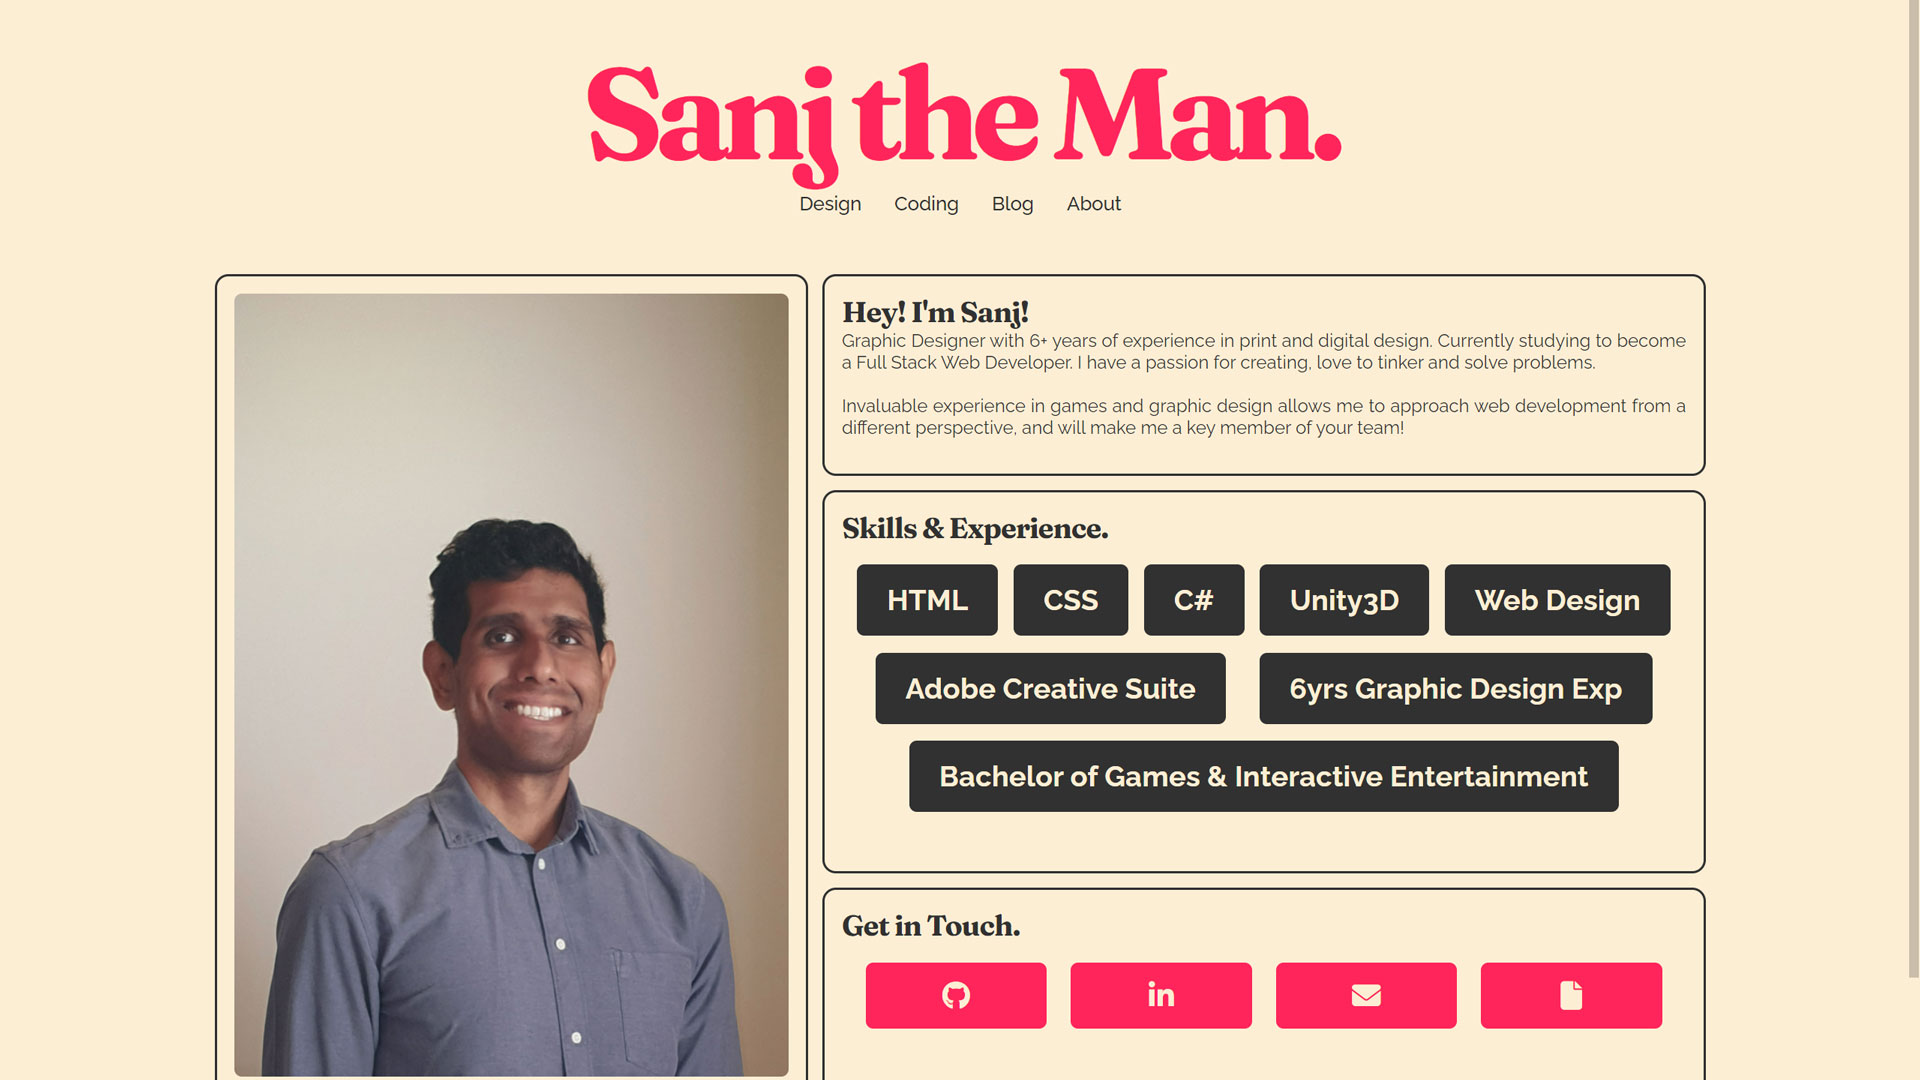 Sanj the Man.
Design Coding Blog About
Hey! I'm Sanj!
Graphic Designer with 6+ years of experience in print and digital design. Currently studying to become
a Full Stack Web Developer. I have a passion for creating, love to tinker and solve problems.
Invaluable experience in games and graphic design allows me to approach web development from a
different perspective, and will make me a key member of your team!
Skills & Experience.
HTML CSS C# Unity3D Web Design
Adobe Creative Suite 6yrs Graphic Design Exp
Bachelor of Games & Interactive Entertainment
Get in Touch.
in